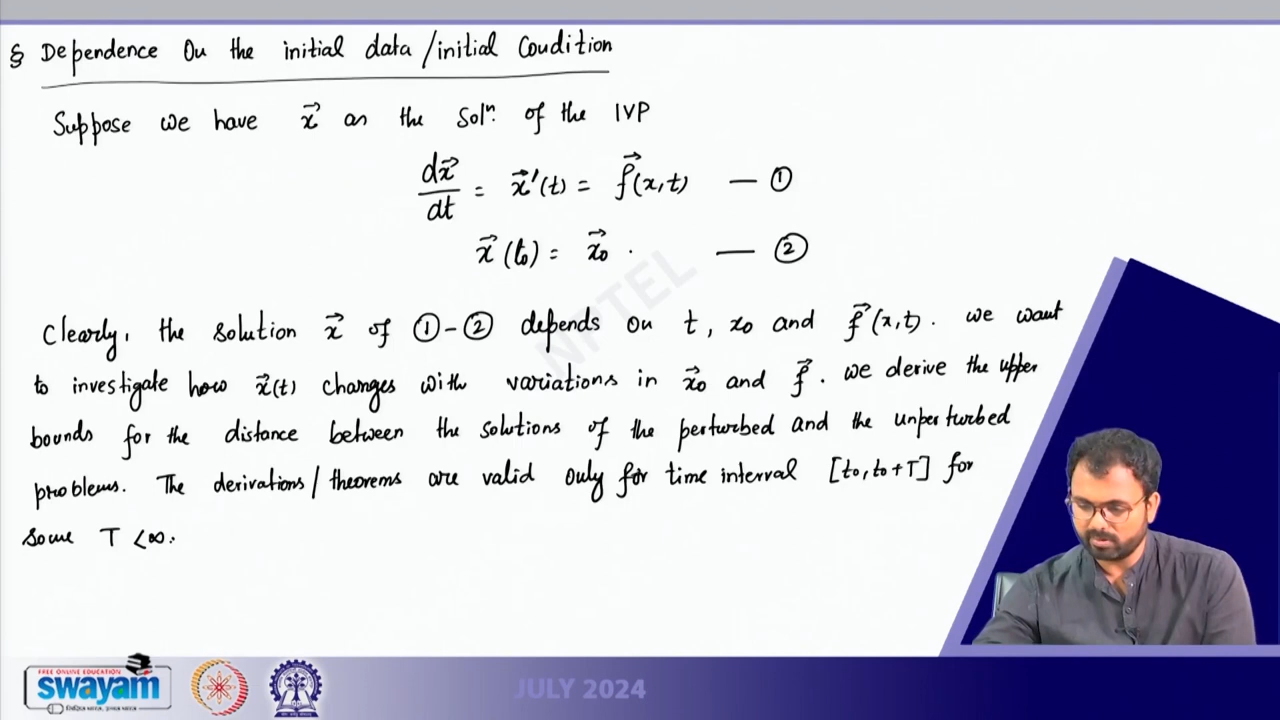 § Dependence On the initial data/initial Condition
Suppose we have x⃗ as the Solⁿ. of the IVP
dx⃗/dt = x⃗'(t) = f⃗(x,t) — ①
x⃗(t₀) = x⃗₀. — ②
Clearly, the solution x⃗ of ①-② depends on t, x₀ and f⃗(x,t). we want
to investigate how x⃗(t) changes with variations in x⃗₀ and f⃗. we derive the upper
bounds for the distance between the solutions of the perturbed and the unperturbed
problems. The derivations/theorems are valid only for time interval [t₀, t₀+T] for
some T <∞.
NPTEL
FREE ONLINE EDUCATION
swayam
JULY 2024